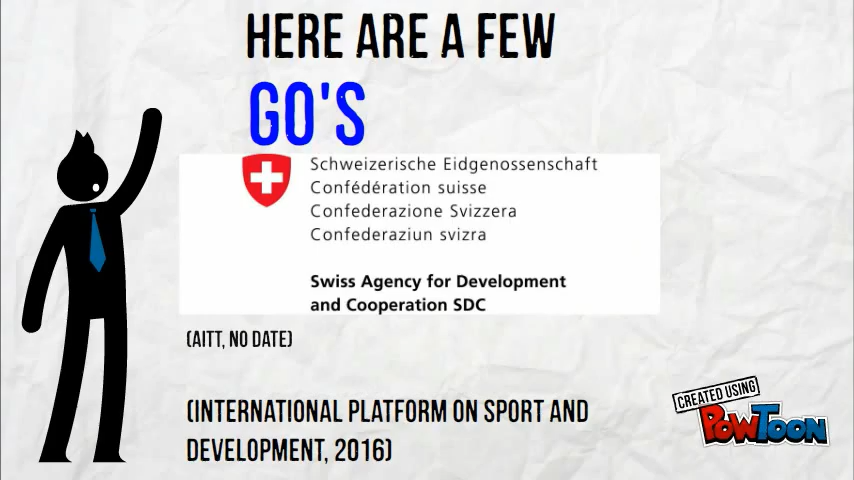 HERE ARE A FEW
GO'S
Schweizerische Eidgenossenschaft
Confédération suisse
Confederazione Svizzera
Confederaziun svizra
Swiss Agency for Development
and Cooperation SDC
(AITT, NO DATE)
(INTERNATIONAL PLATFORM ON SPORT AND
DEVELOPMENT, 2016)
CREATED USING
POWTOON